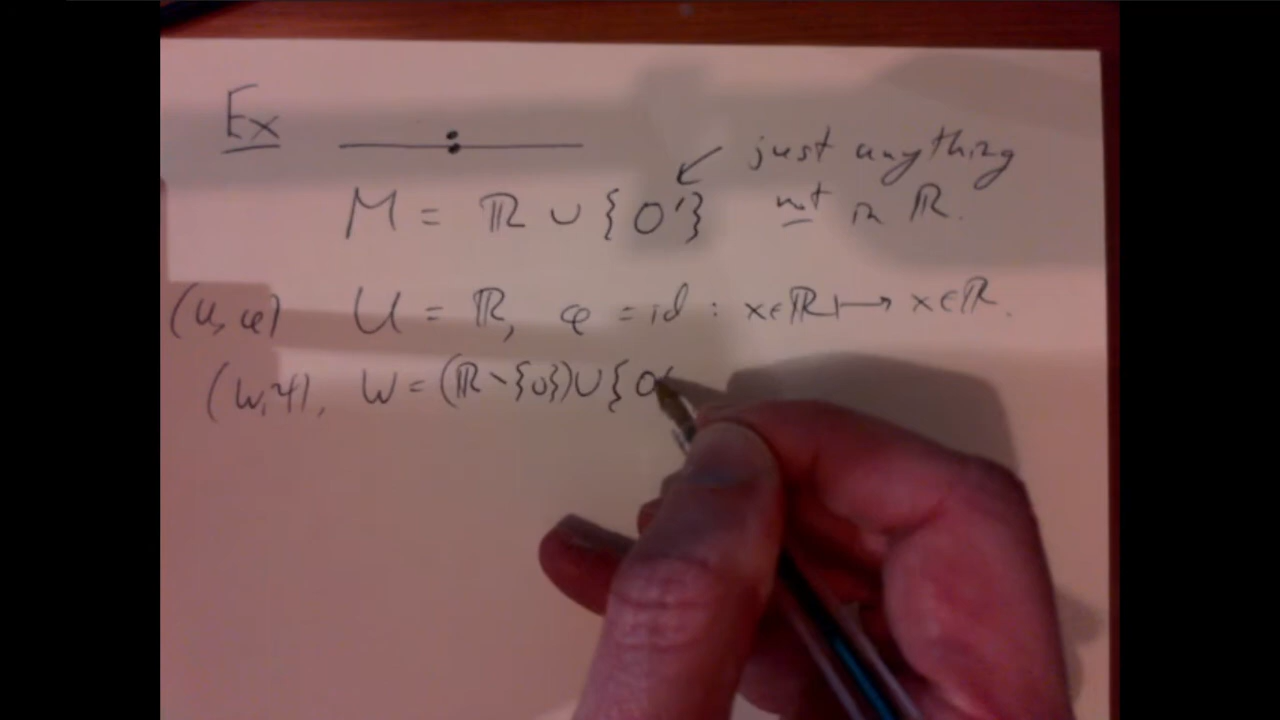 Ex
just anything
M = ℝ ∪ {0'} not in ℝ.
(U, φ) U = ℝ, φ = id : x∈ℝ ↦ x∈ℝ.
(W, ψ), W = (ℝ \ {0}) ∪ {0'